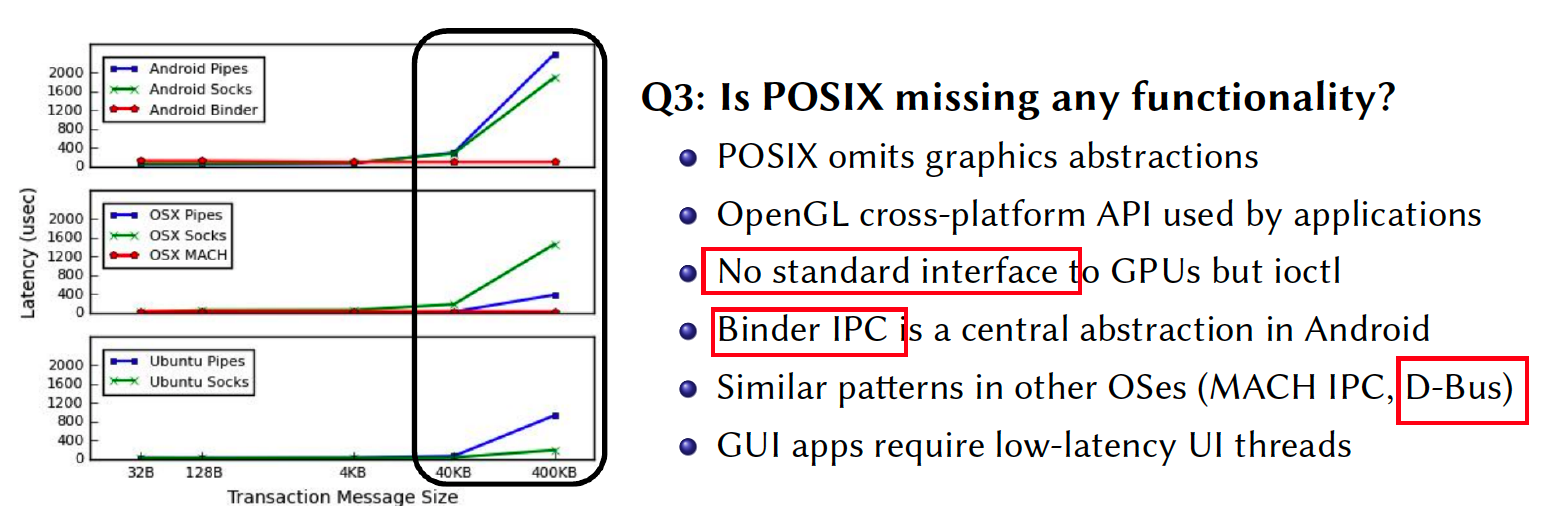 2000
1600
1200
800
400
0
Android Pipes
Android Socks
Android Binder
2000
1600
1200
800
400
0
OSX Pipes
OSX Socks
OSX MACH
2000
1600
1200
800
400
0
Ubuntu Pipes
Ubuntu Socks
Latency (usec)
32B 128B 4KB 40KB 400KB
Transaction Message Size
Q3: Is POSIX missing any functionality?
POSIX omits graphics abstractions
OpenGL cross-platform API used by applications
No standard interface to GPUs but ioctl
Binder IPC is a central abstraction in Android
Similar patterns in other OSes (MACH IPC, D-Bus)
GUI apps require low-latency UI threads